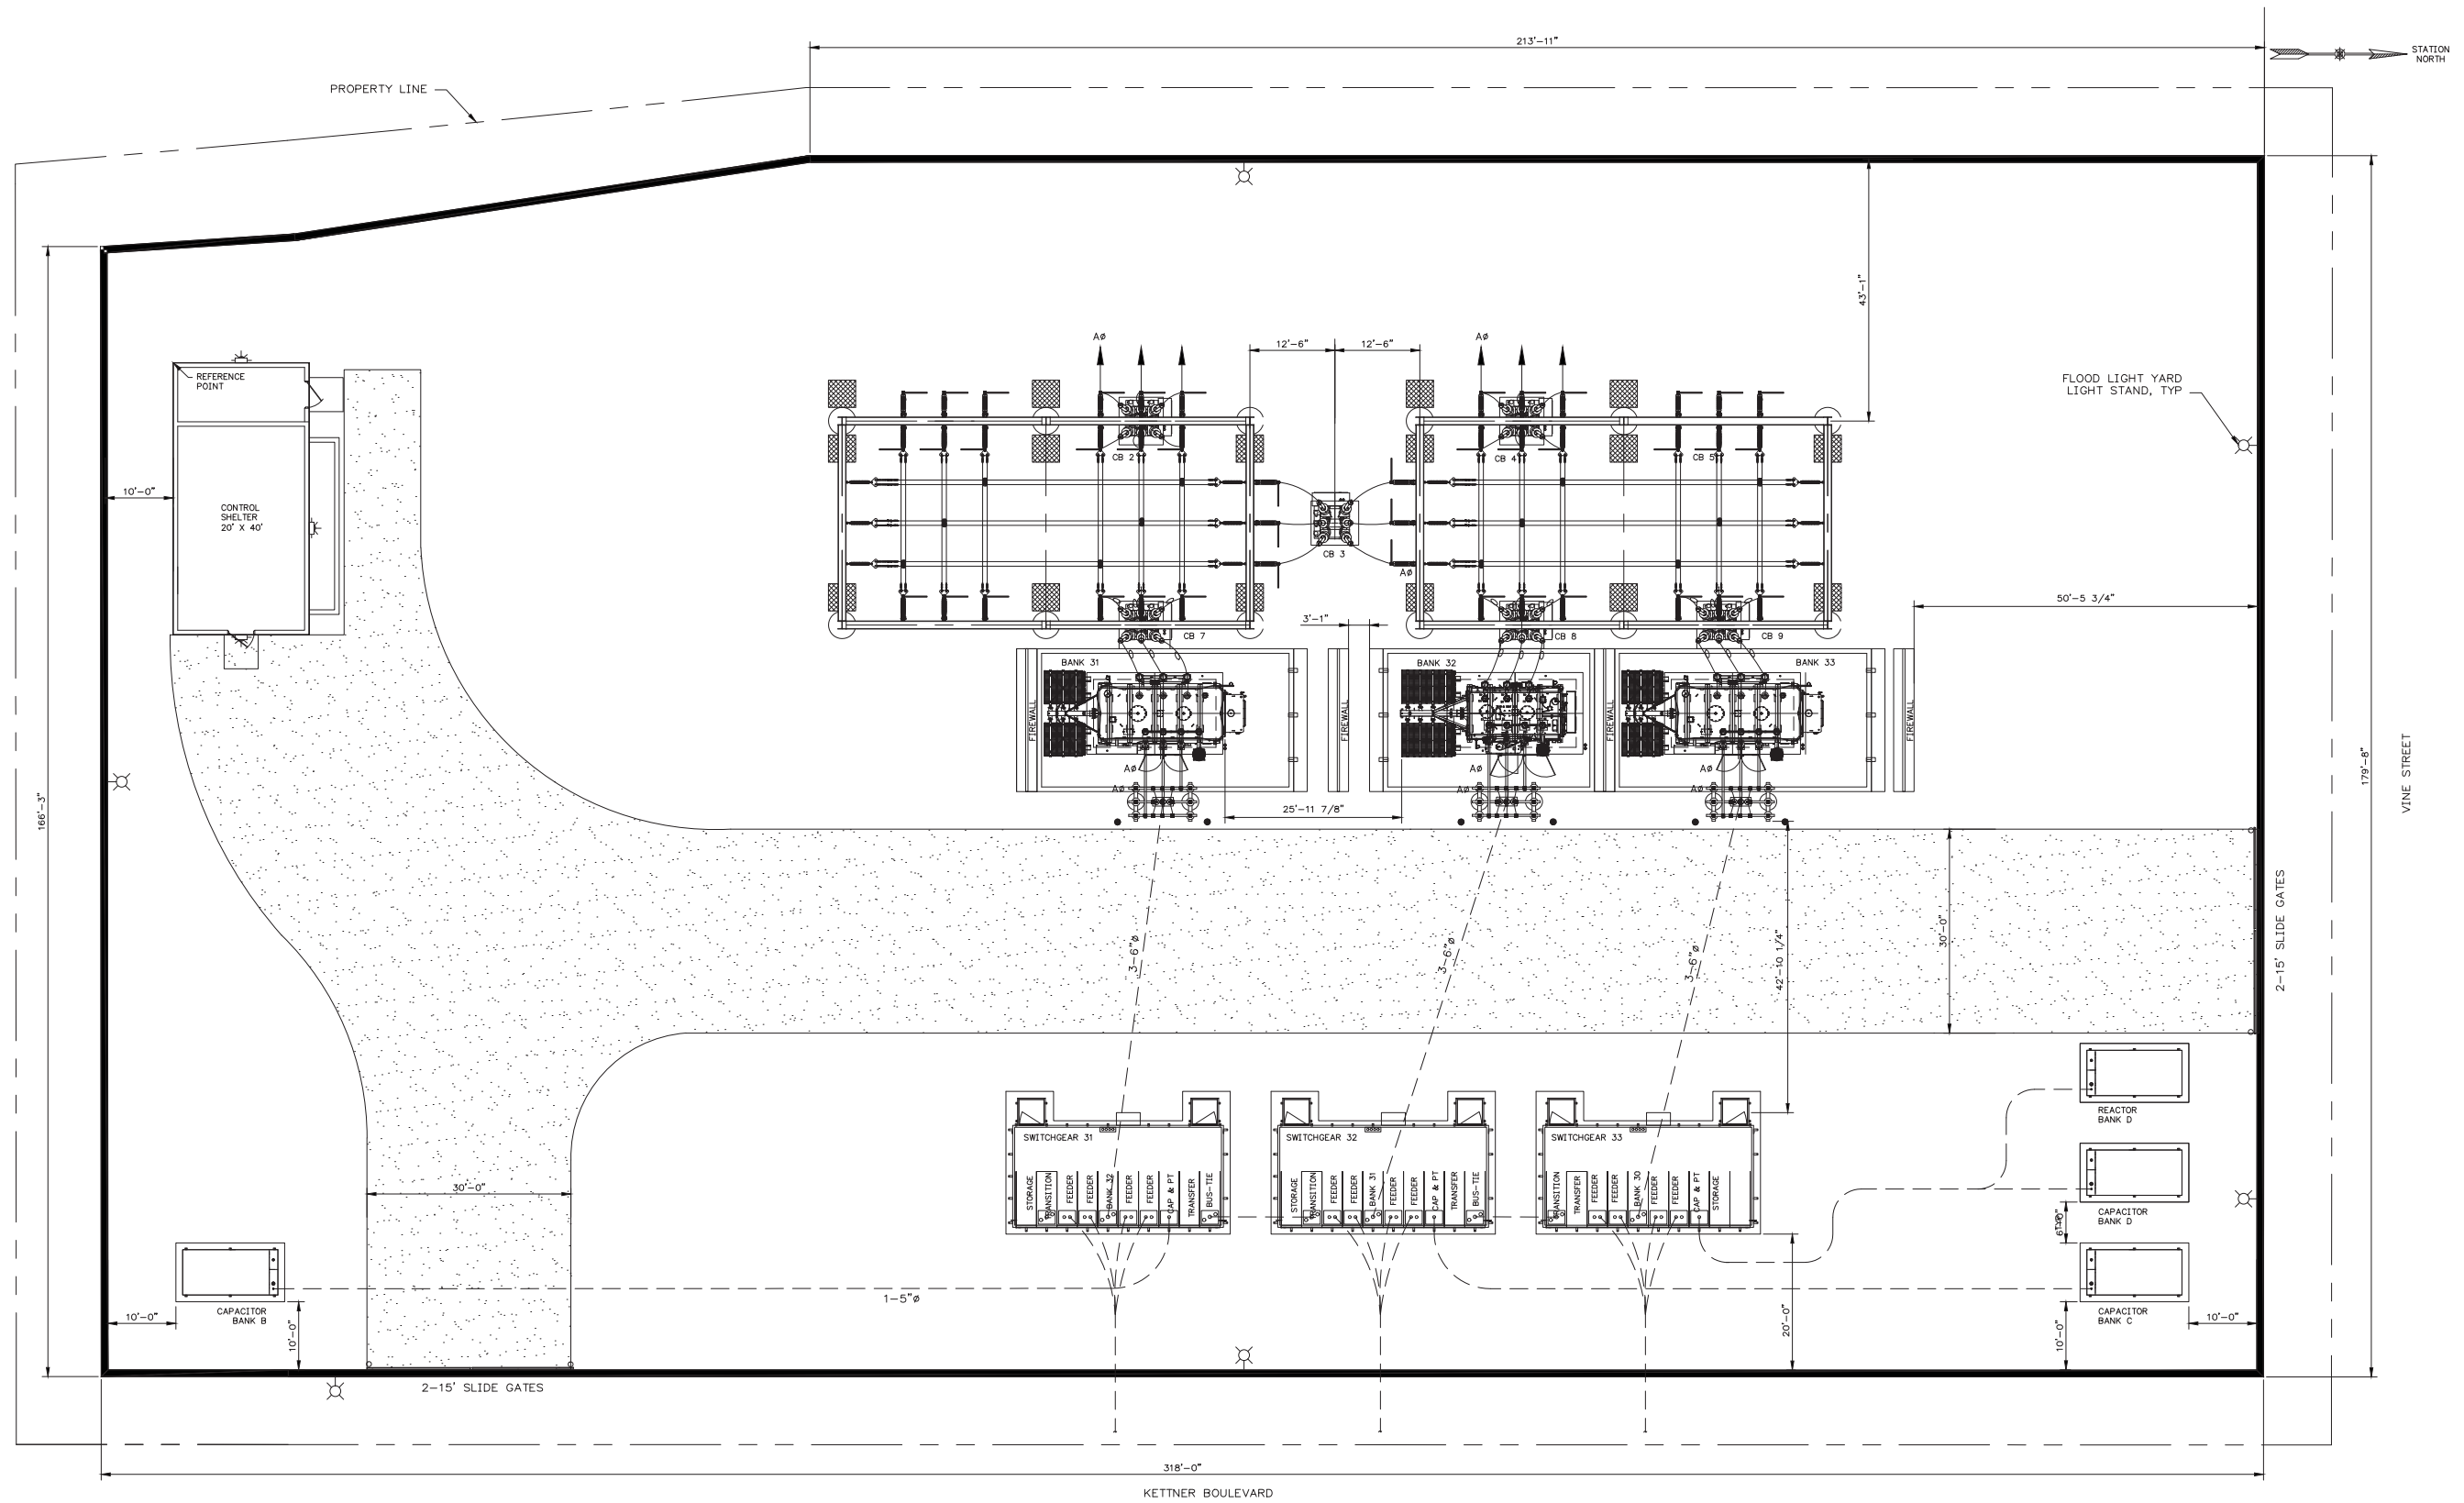 213'-11"
STATION
NORTH
PROPERTY LINE
43'-1"
Aø
Aø
12'-6"
12'-6"
REFERENCE
POINT
FLOOD LIGHT YARD
LIGHT STAND, TYP
CB 2
CB 4
CB 5
10'-0"
CONTROL
SHELTER
20' X 40'
CB 3
Aø
50'-5 3/4"
3'-1"
CB 7
CB 8
CB 9
BANK 31
BANK 32
BANK 33
FIREWALL
FIREWALL
FIREWALL
FIREWALL
Aø
Aø
Aø
Aø
Aø
Aø
25'-11 7/8"
166'-3"
179'-8"
VINE STREET
3-6"ø
3-6"ø
3-6"ø
42'-10 1/4"
30'-0"
2-15' SLIDE GATES
REACTOR
BANK D
SWITCHGEAR 31
SWITCHGEAR 32
SWITCHGEAR 33
STORAGE
TRANSITION
FEEDER
FEEDER
BANK 32
FEEDER
FEEDER
CAP & PT
TRANSFER
BUS-TIE
STORAGE
TRANSITION
FEEDER
FEEDER
BANK 31
FEEDER
FEEDER
CAP & PT
TRANSFER
BUS-TIE
TRANSITION
TRANSFER
FEEDER
FEEDER
BANK 30
FEEDER
FEEDER
CAP & PT
STORAGE
30'-0"
CAPACITOR
BANK D
1-5"ø
CAPACITOR
BANK B
10'-0"
10'-0"
20'-0"
10'-0"
CAPACITOR
BANK C
10'-0"
2-15' SLIDE GATES
318'-0"
KETTNER BOULEVARD